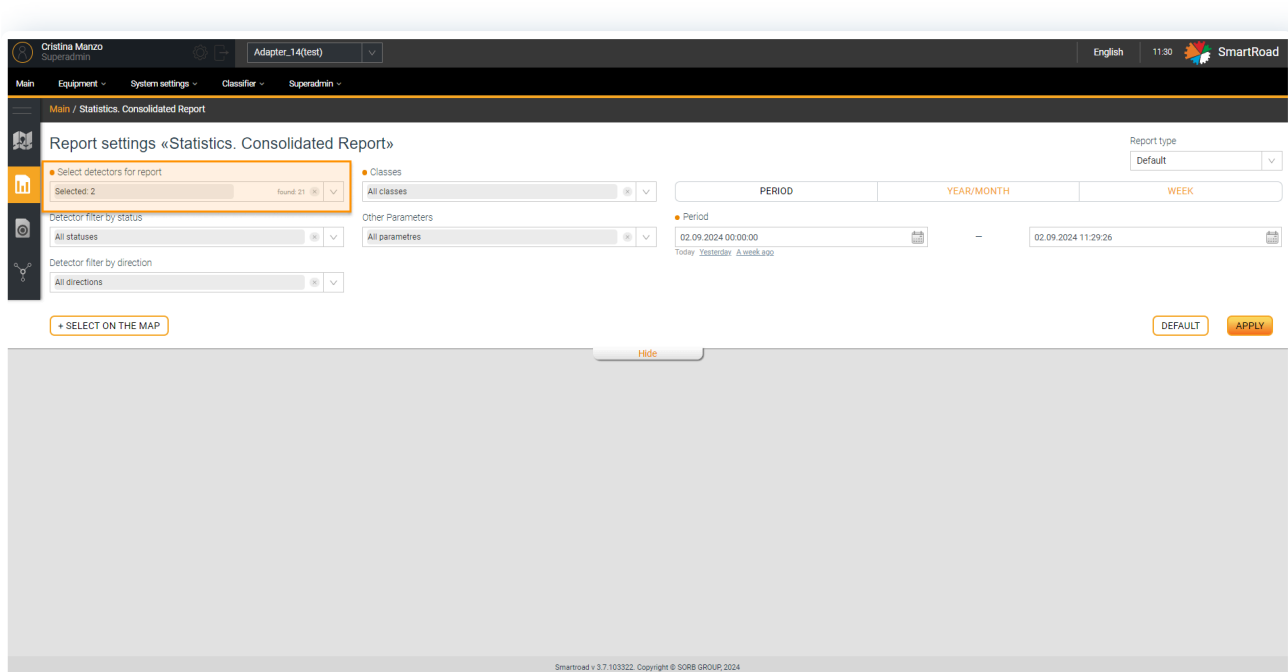 Cristina Manzo
Superadmin
Adapter_14(test)
English
11:30
SmartRoad
Main
Equipment
System settings
Classifier
Superadmin
Main / Statistics. Consolidated Report
Report settings «Statistics. Consolidated Report»
Report type
Default
Select detectors for report
Selected: 2
found: 21
Classes
All classes
PERIOD
YEAR/MONTH
WEEK
Detector filter by status
All statuses
Other Parameters
All parametres
Period
02.09.2024 00:00:00
–
02.09.2024 11:29:26
Today Yesterday A week ago
Detector filter by direction
All directions
+ SELECT ON THE MAP
DEFAULT
APPLY
Hide
Smartroad v 3.7.103322. Copyright © SORB GROUP, 2024